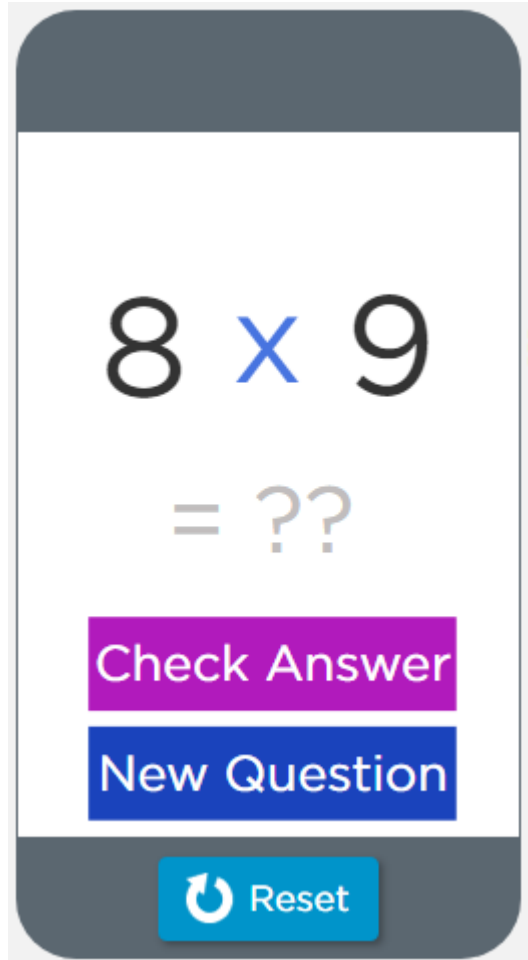 8 x 9
= ??
Check Answer
New Question
Reset